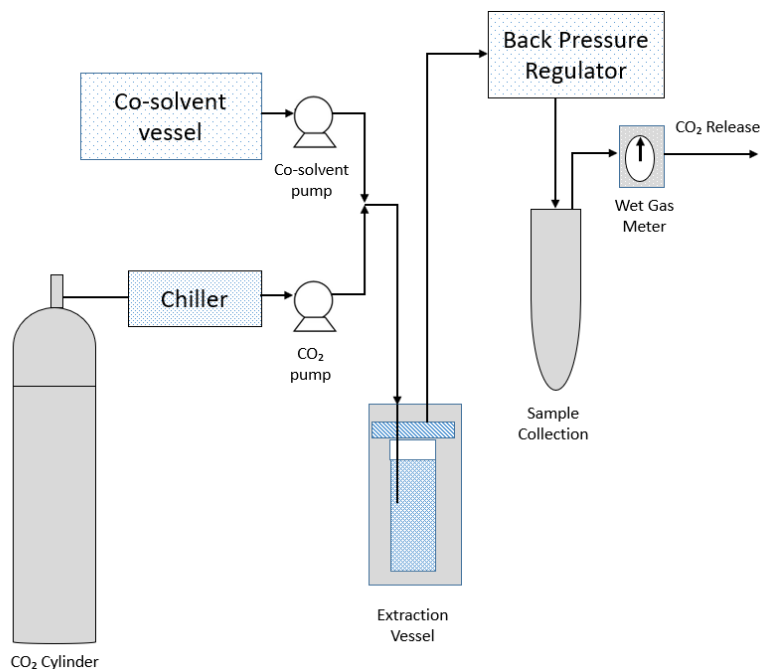 Back Pressure
Regulator
Co-solvent
vessel
CO₂ Release
Co-solvent
pump
Wet Gas
Meter
Chiller
CO₂
pump
Sample
Collection
Extraction
Vessel
CO₂ Cylinder